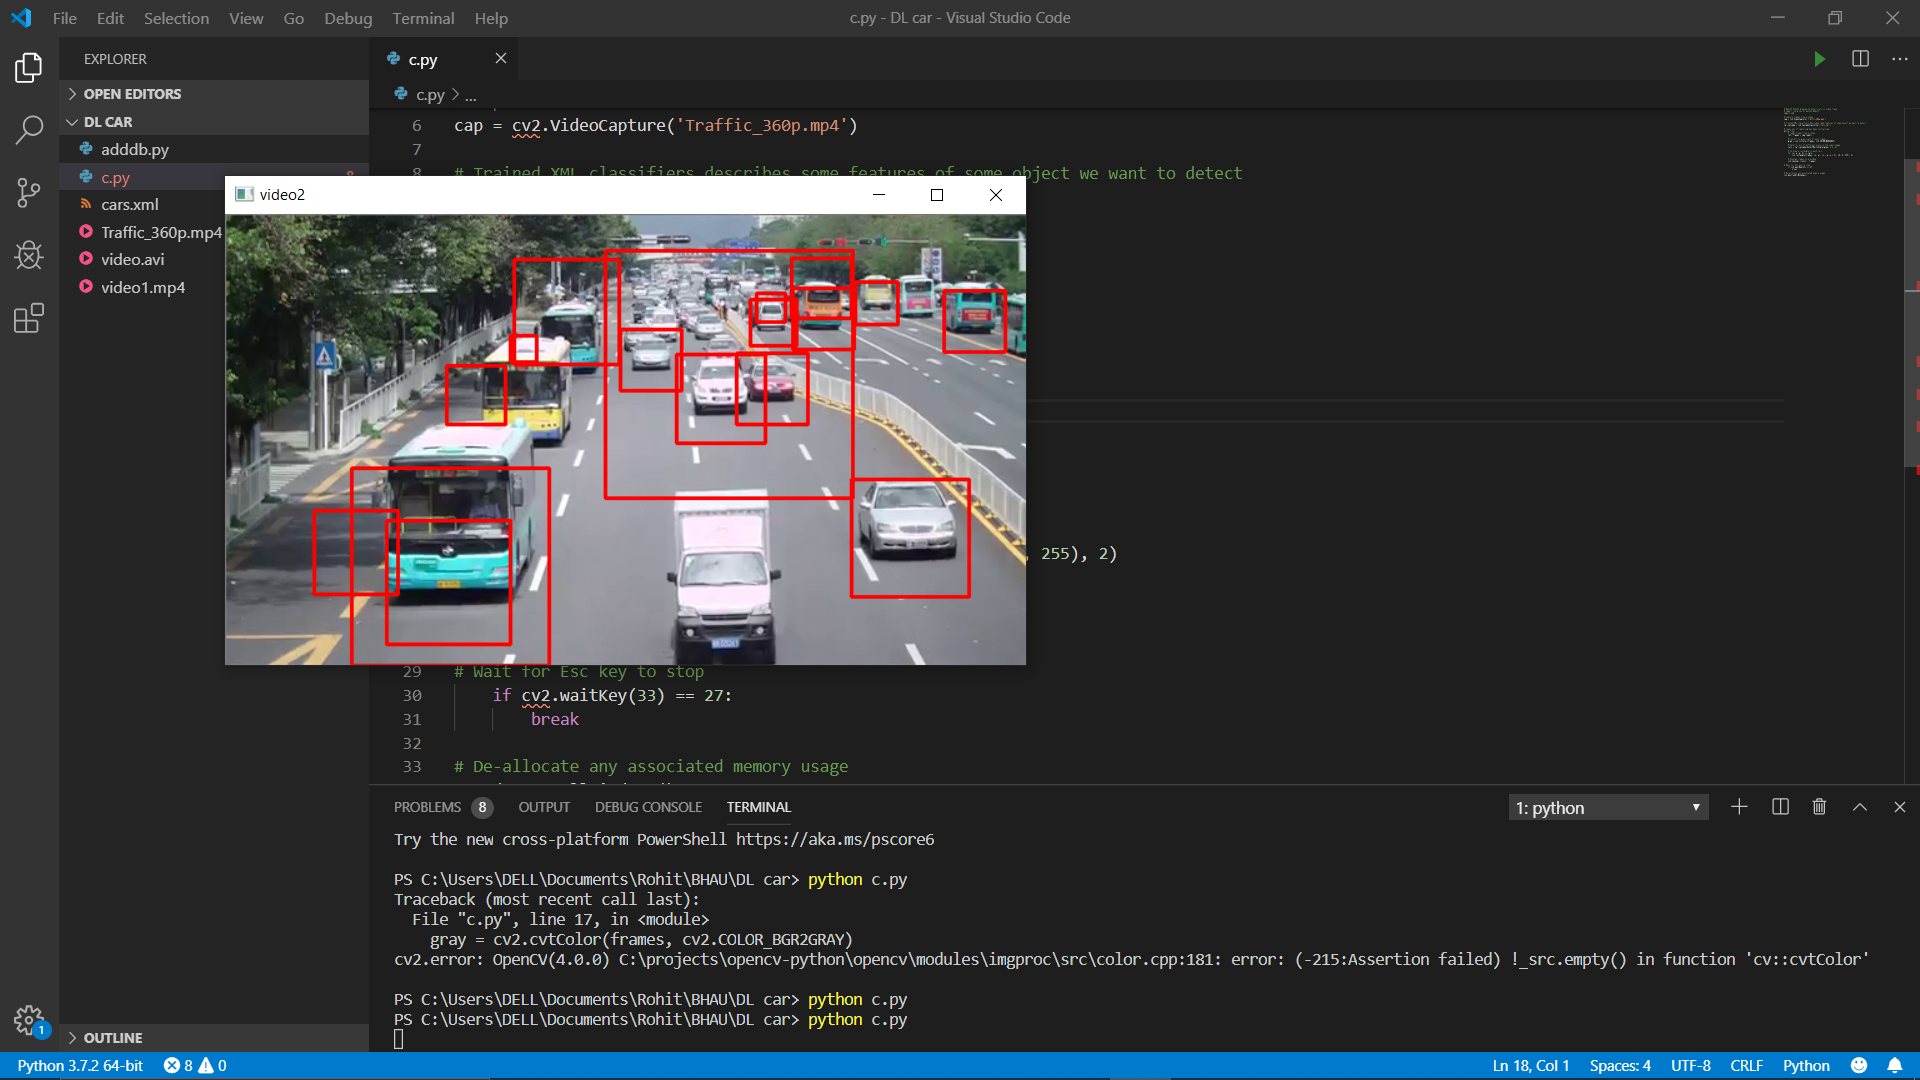 File Edit Selection View Go Debug Terminal Help
c.py - DL car - Visual Studio Code
EXPLORER
OPEN EDITORS
DL CAR
adddb.py
c.py
8
cars.xml
Traffic_360p.mp4
video.avi
video1.mp4
OUTLINE
c.py
c.py > ...
6 cap = cv2.VideoCapture('Traffic_360p.mp4')
7
8 # Trained XML classifiers describes some features of some object we want to detect
video2
255), 2)
29 # Wait for Esc key to stop
30 if cv2.waitKey(33) == 27:
31 break
32
33 # De-allocate any associated memory usage
PROBLEMS 8 OUTPUT DEBUG CONSOLE TERMINAL
1: python
Try the new cross-platform PowerShell https://aka.ms/pscore6
PS C:\Users\DELL\Documents\Rohit\BHAU\DL car> python c.py
Traceback (most recent call last):
File "c.py", line 17, in <module>
gray = cv2.cvtColor(frames, cv2.COLOR_BGR2GRAY)
cv2.error: OpenCV(4.0.0) C:\projects\opencv-python\opencv\modules\imgproc\src\color.cpp:181: error: (-215:Assertion failed) !_src.empty() in function 'cv::cvtColor'
PS C:\Users\DELL\Documents\Rohit\BHAU\DL car> python c.py
PS C:\Users\DELL\Documents\Rohit\BHAU\DL car> python c.py
1
Python 3.7.2 64-bit 8 0
Ln 18, Col 1 Spaces: 4 UTF-8 CRLF Python